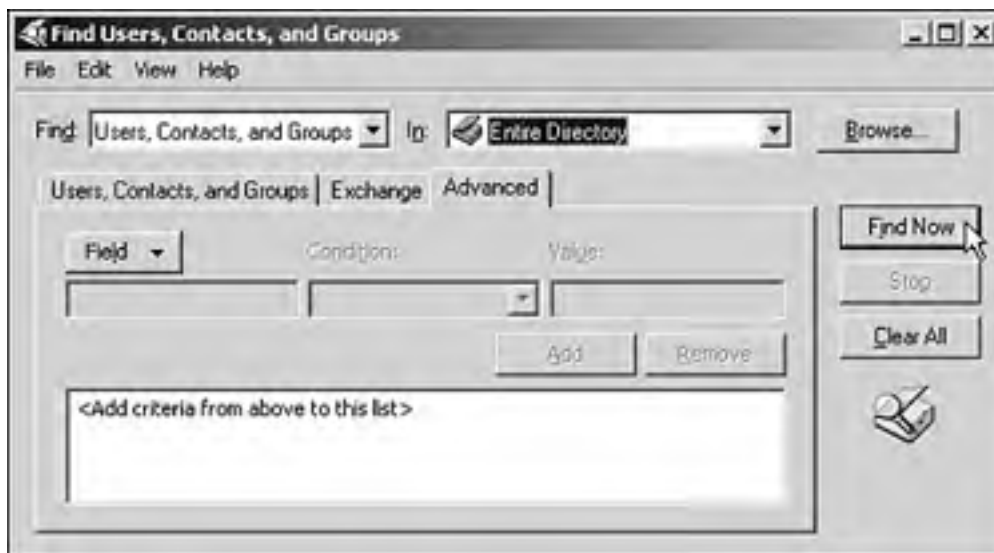 Find Users, Contacts, and Groups
File Edit View Help
Find: Users, Contacts, and Groups In: Entire Directory Browse...
Users, Contacts, and Groups Exchange Advanced
Field Condition: Value: Find Now
Stop
Add Remove Clear All
<Add criteria from above to this list>